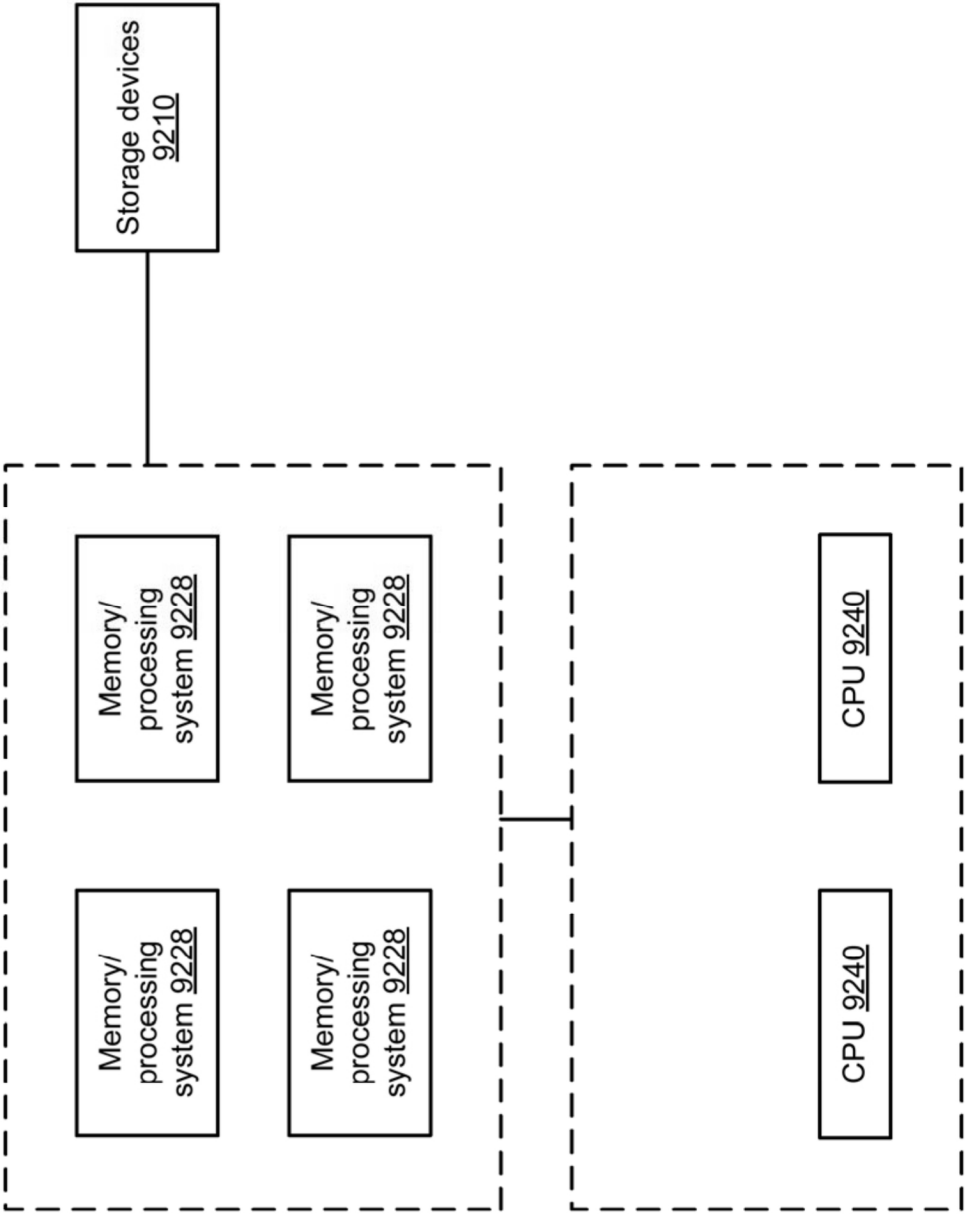 Memory/
processing
system 9228
Memory/
processing
system 9228
Storage devices
9210
Memory/
processing
system 9228
Memory/
processing
system 9228
CPU 9240
CPU 9240